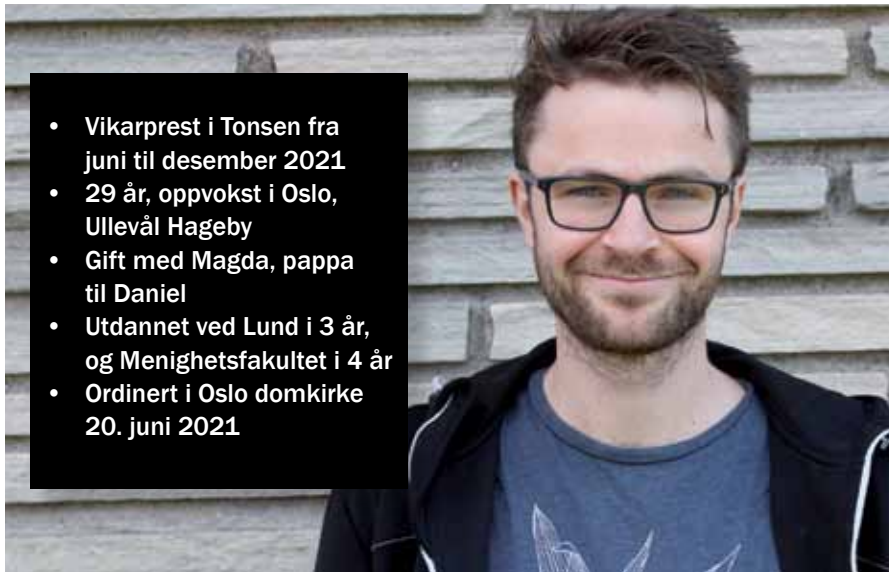 • Vikarprest i Tonsen fra
juni til desember 2021
• 29 år, oppvokst i Oslo,
Ullevål Hageby
• Gift med Magda, pappa
til Daniel
• Utdannet ved Lund i 3 år,
og Menighetsfakultet i 4 år
• Ordinert i Oslo domkirke
20. juni 2021